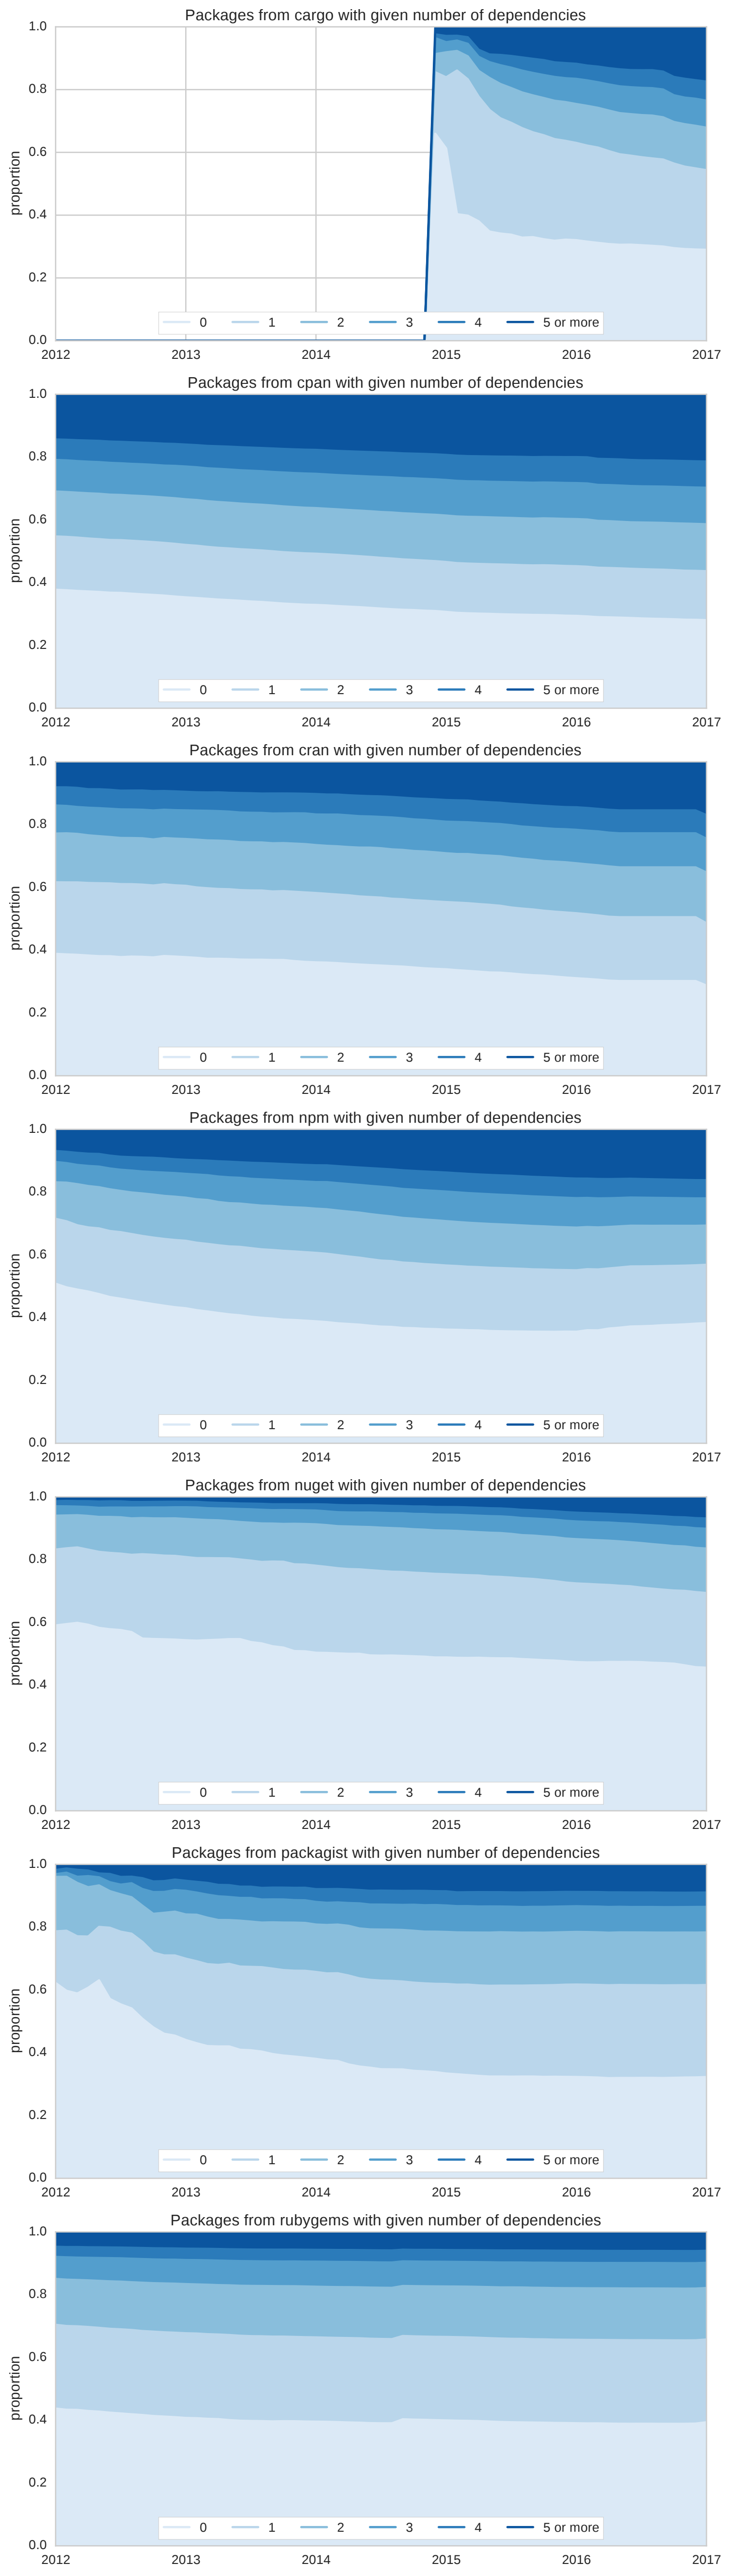 Packages from cargo with given number of dependencies
1.0
0.8
0.6
0.4
0.2
0.0
proportion
0 1 2 3 4 5 or more
2012 2013 2014 2015 2016 2017
Packages from cpan with given number of dependencies
1.0
0.8
0.6
0.4
0.2
0.0
proportion
0 1 2 3 4 5 or more
2012 2013 2014 2015 2016 2017
Packages from cran with given number of dependencies
1.0
0.8
0.6
0.4
0.2
0.0
proportion
0 1 2 3 4 5 or more
2012 2013 2014 2015 2016 2017
Packages from npm with given number of dependencies
1.0
0.8
0.6
0.4
0.2
0.0
proportion
0 1 2 3 4 5 or more
2012 2013 2014 2015 2016 2017
Packages from nuget with given number of dependencies
1.0
0.8
0.6
0.4
0.2
0.0
proportion
0 1 2 3 4 5 or more
2012 2013 2014 2015 2016 2017
Packages from packagist with given number of dependencies
1.0
0.8
0.6
0.4
0.2
0.0
proportion
0 1 2 3 4 5 or more
2012 2013 2014 2015 2016 2017
Packages from rubygems with given number of dependencies
1.0
0.8
0.6
0.4
0.2
0.0
proportion
0 1 2 3 4 5 or more
2012 2013 2014 2015 2016 2017